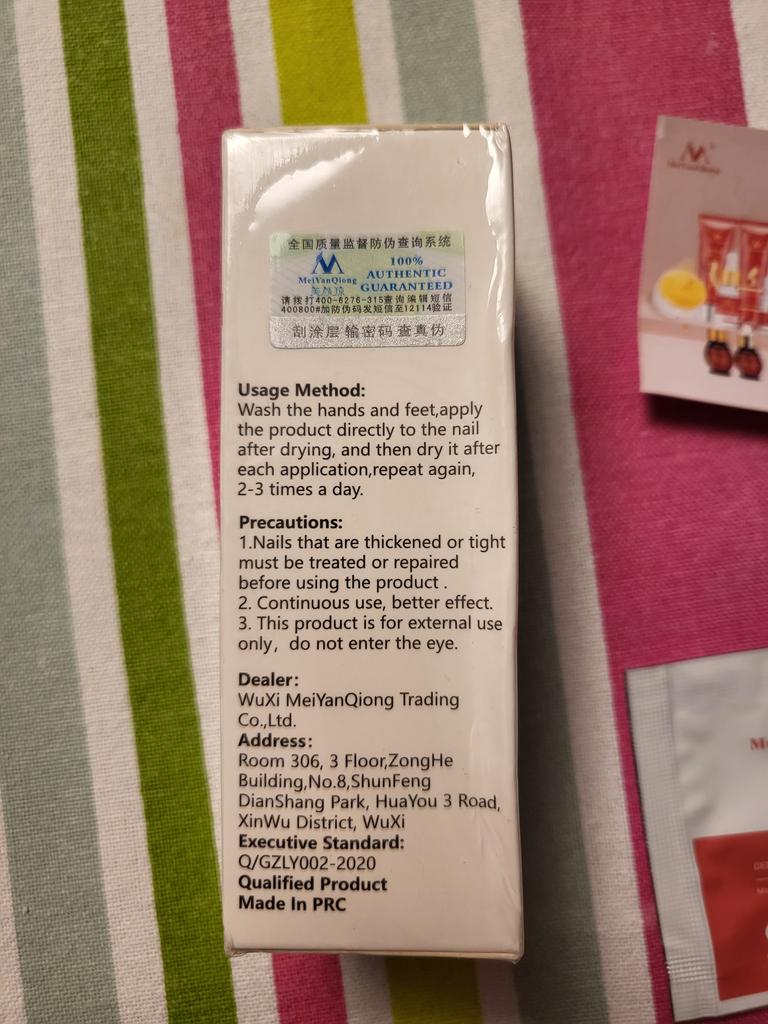 全国质量监督防伪查询系统
100%
AUTHENTIC
MeiYanQiong
GUARANTEED
请拨打400-6276-315查询编辑短信
400800#加防伪码发短信至12114验证
刮涂层 输密码 查真伪
Usage Method:
Wash the hands and feet,apply
the product directly to the nail
after drying, and then dry it after
each application,repeat again,
2-3 times a day.
Precautions:
1.Nails that are thickened or tight
must be treated or repaired
before using the product .
2. Continuous use, better effect.
3. This product is for external use
only，do not enter the eye.
Dealer:
WuXi MeiYanQiong Trading
Co.,Ltd.
Address:
Room 306, 3 Floor,ZongHe
Building,No.8,ShunFeng
DianShang Park, HuaYou 3 Road,
XinWu District, WuXi
Executive Standard:
Q/GZLY002-2020
Qualified Product
Made In PRC